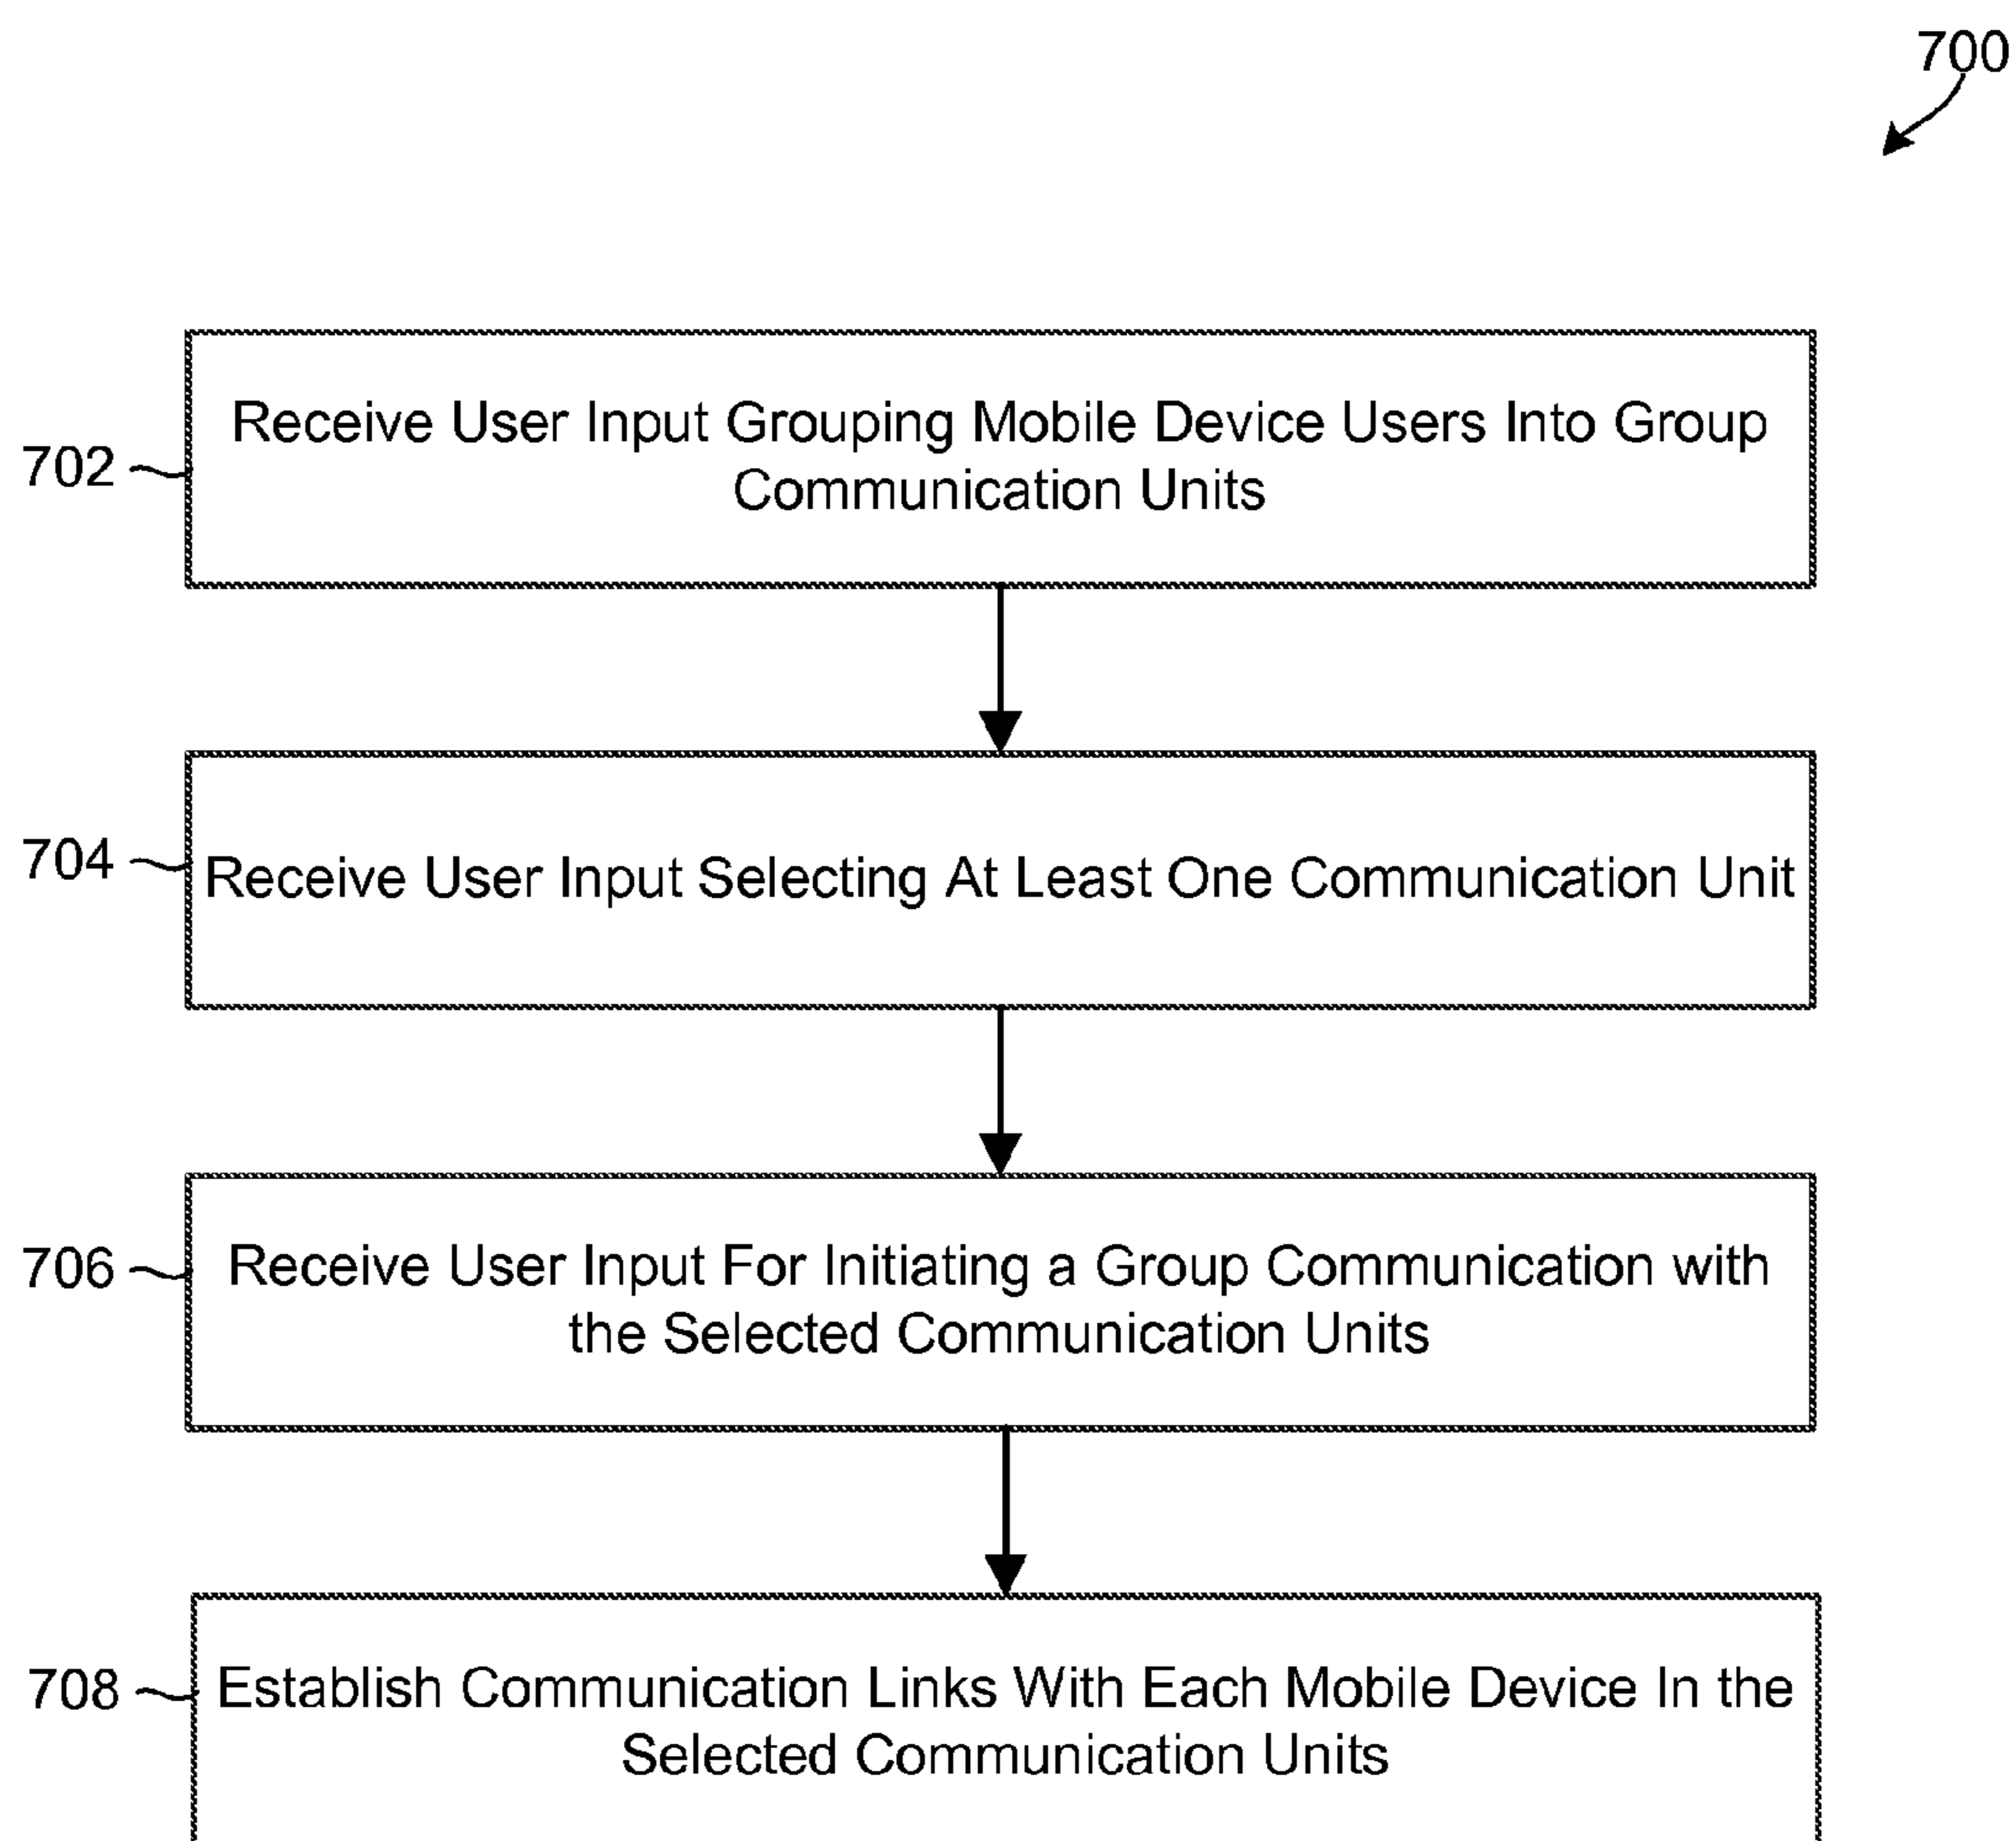 700
702
Receive User Input Grouping Mobile Device Users Into Group
Communication Units
704
Receive User Input Selecting At Least One Communication Unit
706
Receive User Input For Initiating a Group Communication with
the Selected Communication Units
708
Establish Communication Links With Each Mobile Device In the
Selected Communication Units